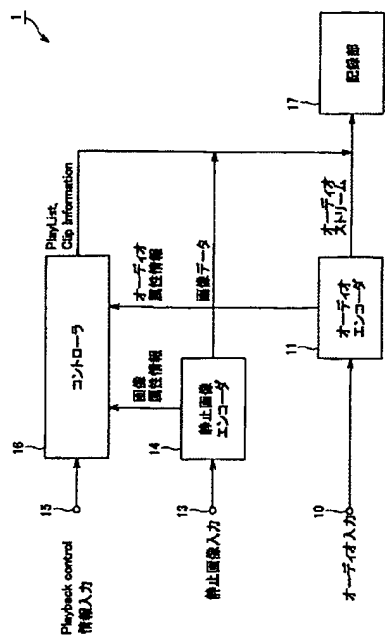 1
Playback control
情報入力
15
16
コントローラ
PlayList,
Clip Information
画像
属性情報
オーディオ
属性情報
静止画像入力
13
14
静止画像
エンコーダ
画像データ
オーディオ入力
10
11
オーディオ
エンコーダ
オーディオ
ストリーム
17
記録部